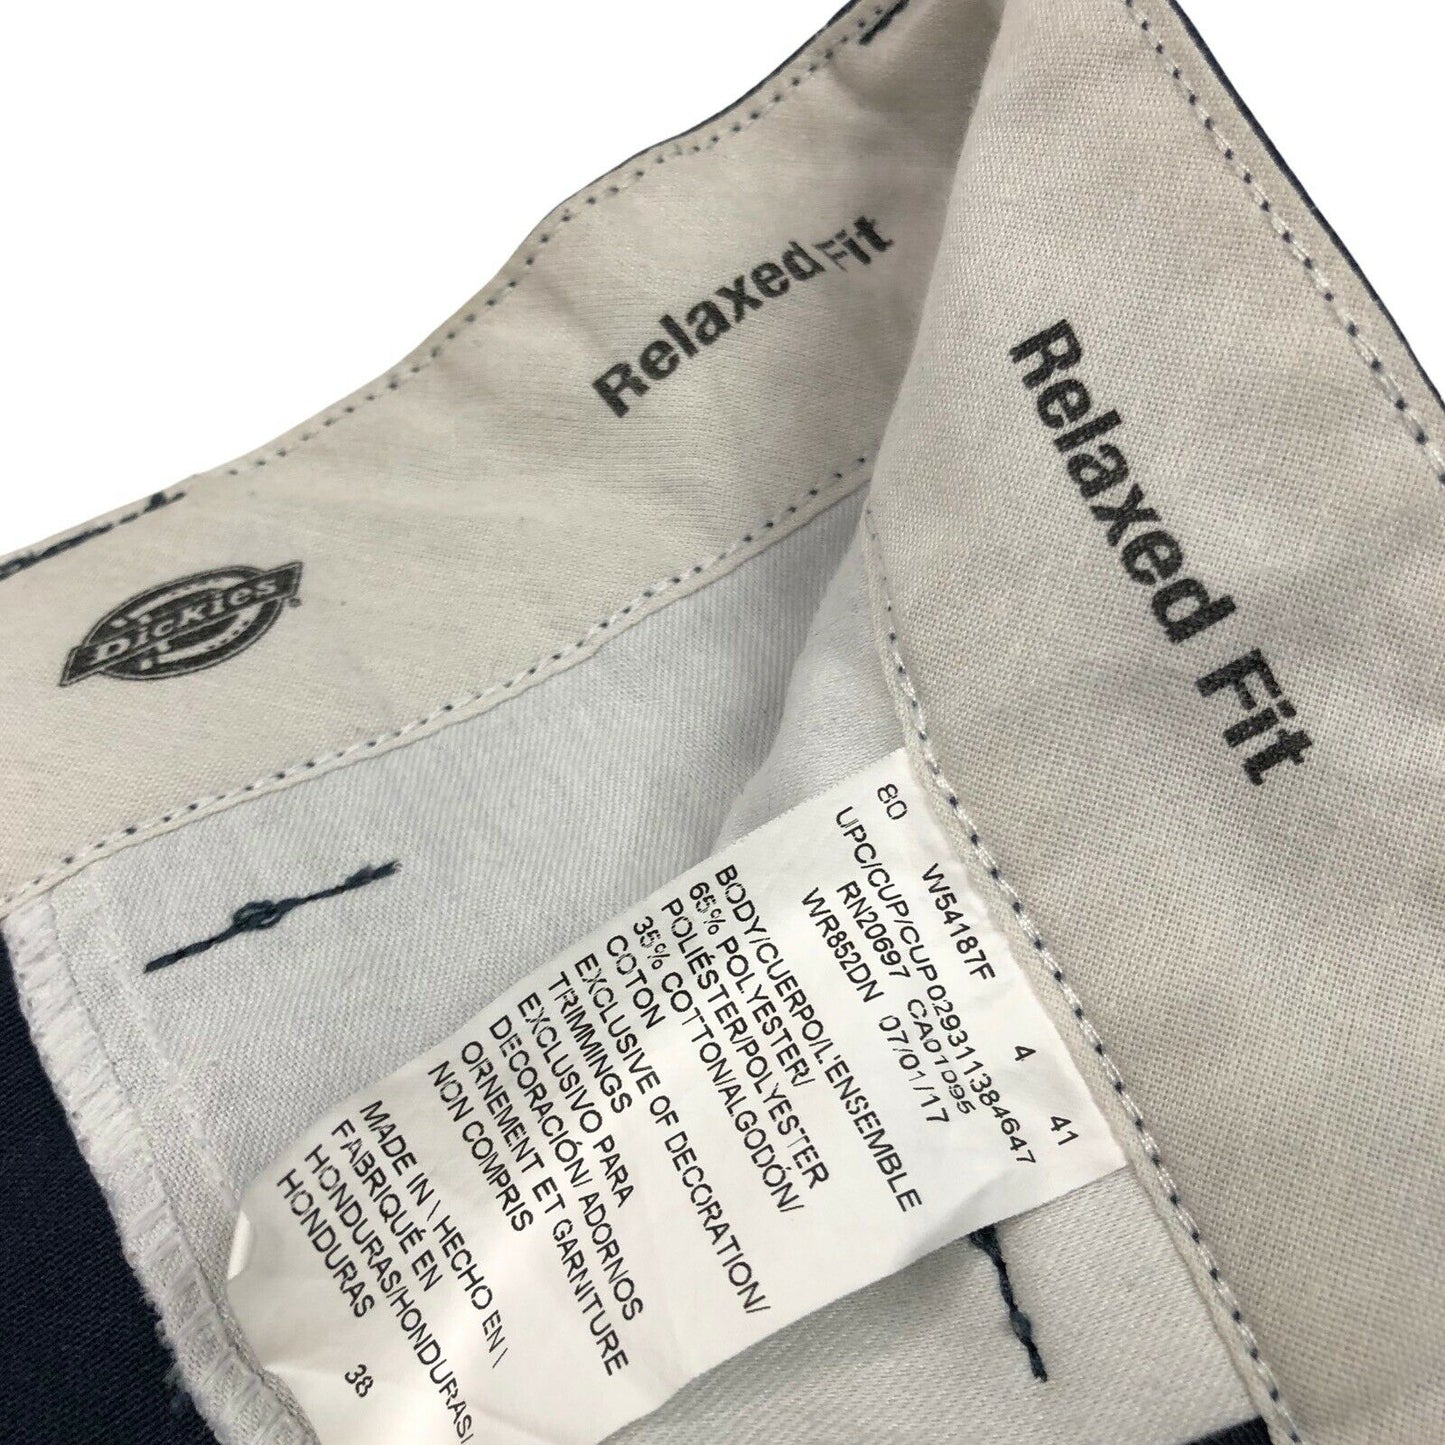 Relaxed Fit
Relaxed Fit
Dickies
80 W54187F 4 41
UPC/CUP/CUP029311384647
RN20697 CA01095
WR852DN 07/01/17
BODY/CUERPO/L'ENSEMBLE
65% POLYESTER/
POLIÉSTER/POLYESTER
35% COTTON/ALGODÓN/
COTON
EXCLUSIVE OF DECORATION/
TRIMMINGS
EXCLUSIVO PARA
DECORACIÓN/ ADORNOS
ORNEMENT ET GARNITURE
NON COMPRIS
MADE IN \ HECHO EN \
FABRIQUÉ EN
HONDURAS/HONDURAS/
HONDURAS
38